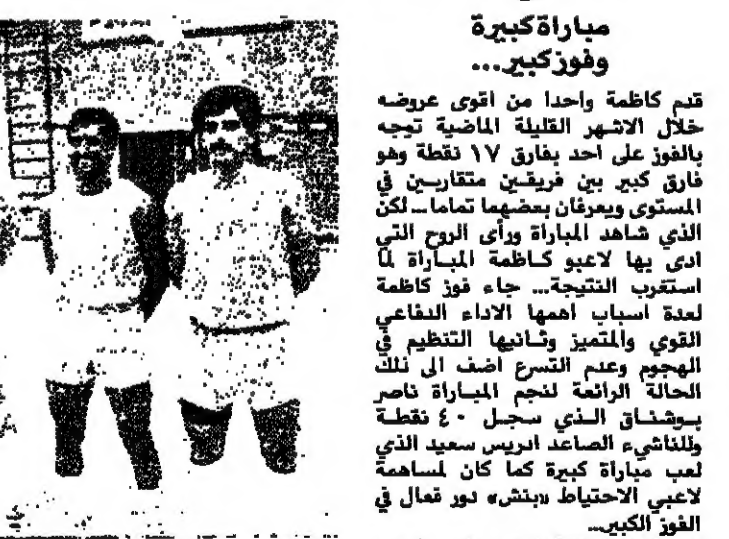 مباراة كبيرة
وفوز كبير...
قدم كاظمة واحدا من اقوى عروضه
خلال الاشهر القليلة الماضية توجه
بالفوز على احد بفارق ١٧ نقطة وهو
فارق كبير بين فريقين متقاربين في
المستوى ويعرفان بعضهما تماما... لكن
الذي شاهد المباراة ورأى الروح التي
ادى بها لاعبو كاظمة المباراة لما
استغرب النتيجة... جاء فوز كاظمة
لعدة اسباب اهمها الاداء الدفاعي
القوي والمتميز وثانيها التنظيم في
الهجوم وعدم التسرع اضف الى ذلك
الحالة الرائعة لنجم المباراة ناصر
بوشناق الذي سجل ٤٠ نقطة
وللناشيء الصاعد ادريس سعيد الذي
لعب مباراة كبيرة كما كان لمساهمة
لاعبي الاحتياط «بنش» دور فعال في
الفوز الكبير...